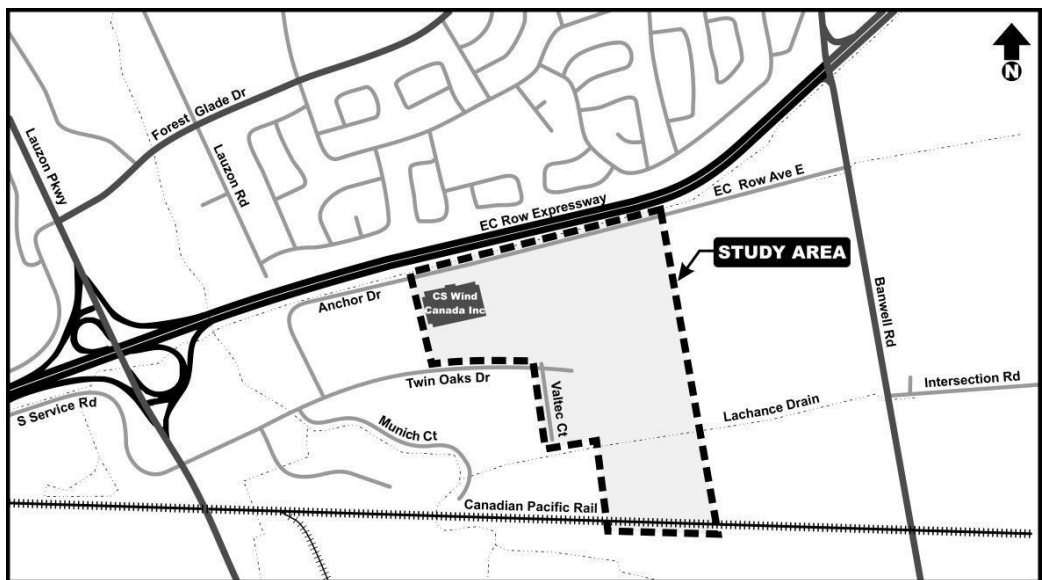 Forest Glade Dr
Lauzon Pkwy
Lauzon Rd
N
EC Row Expressway
EC Row Ave E
STUDY AREA
Anchor Dr
CS Wind
Canada Inc
Banwell Rd
Twin Oaks Dr
Valtec Ct
Intersection Rd
S Service Rd
Munich Ct
Lachance Drain
Canadian Pacific Rail